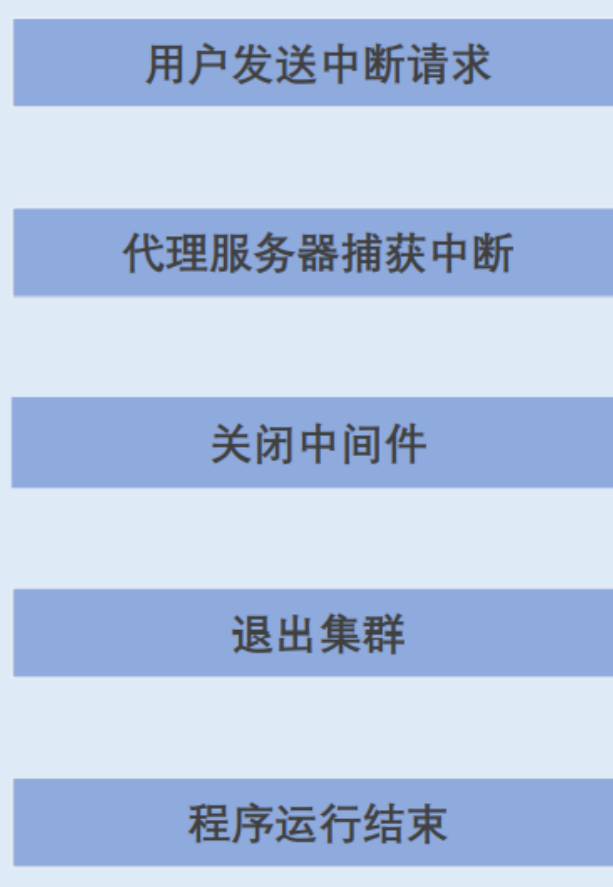 用户发送中断请求
代理服务器捕获中断
关闭中间件
退出集群
程序运行结束